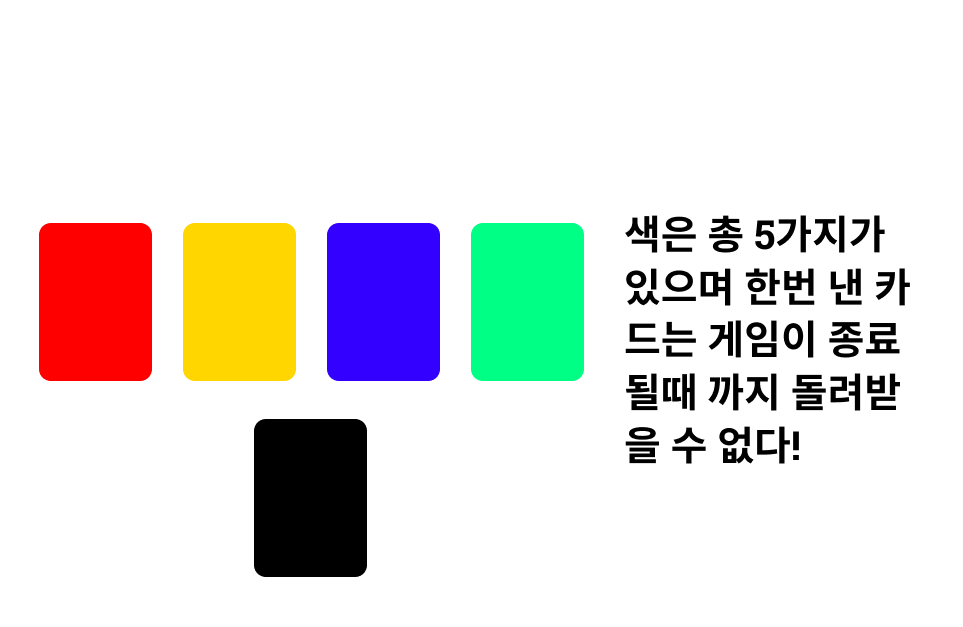 색은 총 5가지가
있으며 한번 낸 카
드는 게임이 종료
될때 까지 돌려받
을 수 없다!